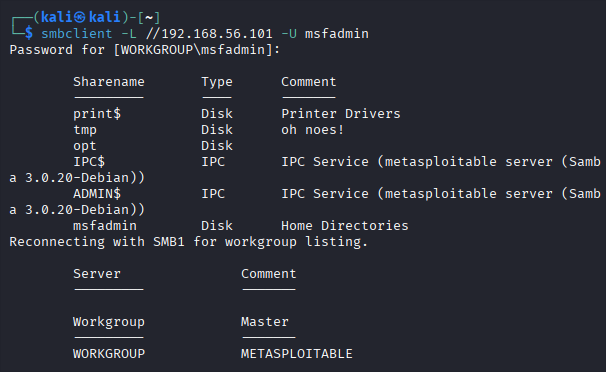 ┌──(kali㉿kali)-[~]
└─$ smbclient -L //192.168.56.101 -U msfadmin
Password for [WORKGROUP\msfadmin]:
Sharename Type Comment
--------- ---- -------
print$ Disk Printer Drivers
tmp Disk oh noes!
opt Disk
IPC$ IPC IPC Service (metasploitable server (Samb
a 3.0.20-Debian))
ADMIN$ IPC IPC Service (metasploitable server (Samb
a 3.0.20-Debian))
msfadmin Disk Home Directories
Reconnecting with SMB1 for workgroup listing.
Server Comment
--------- -------
Workgroup Master
--------- -------
WORKGROUP METASPLOITABLE